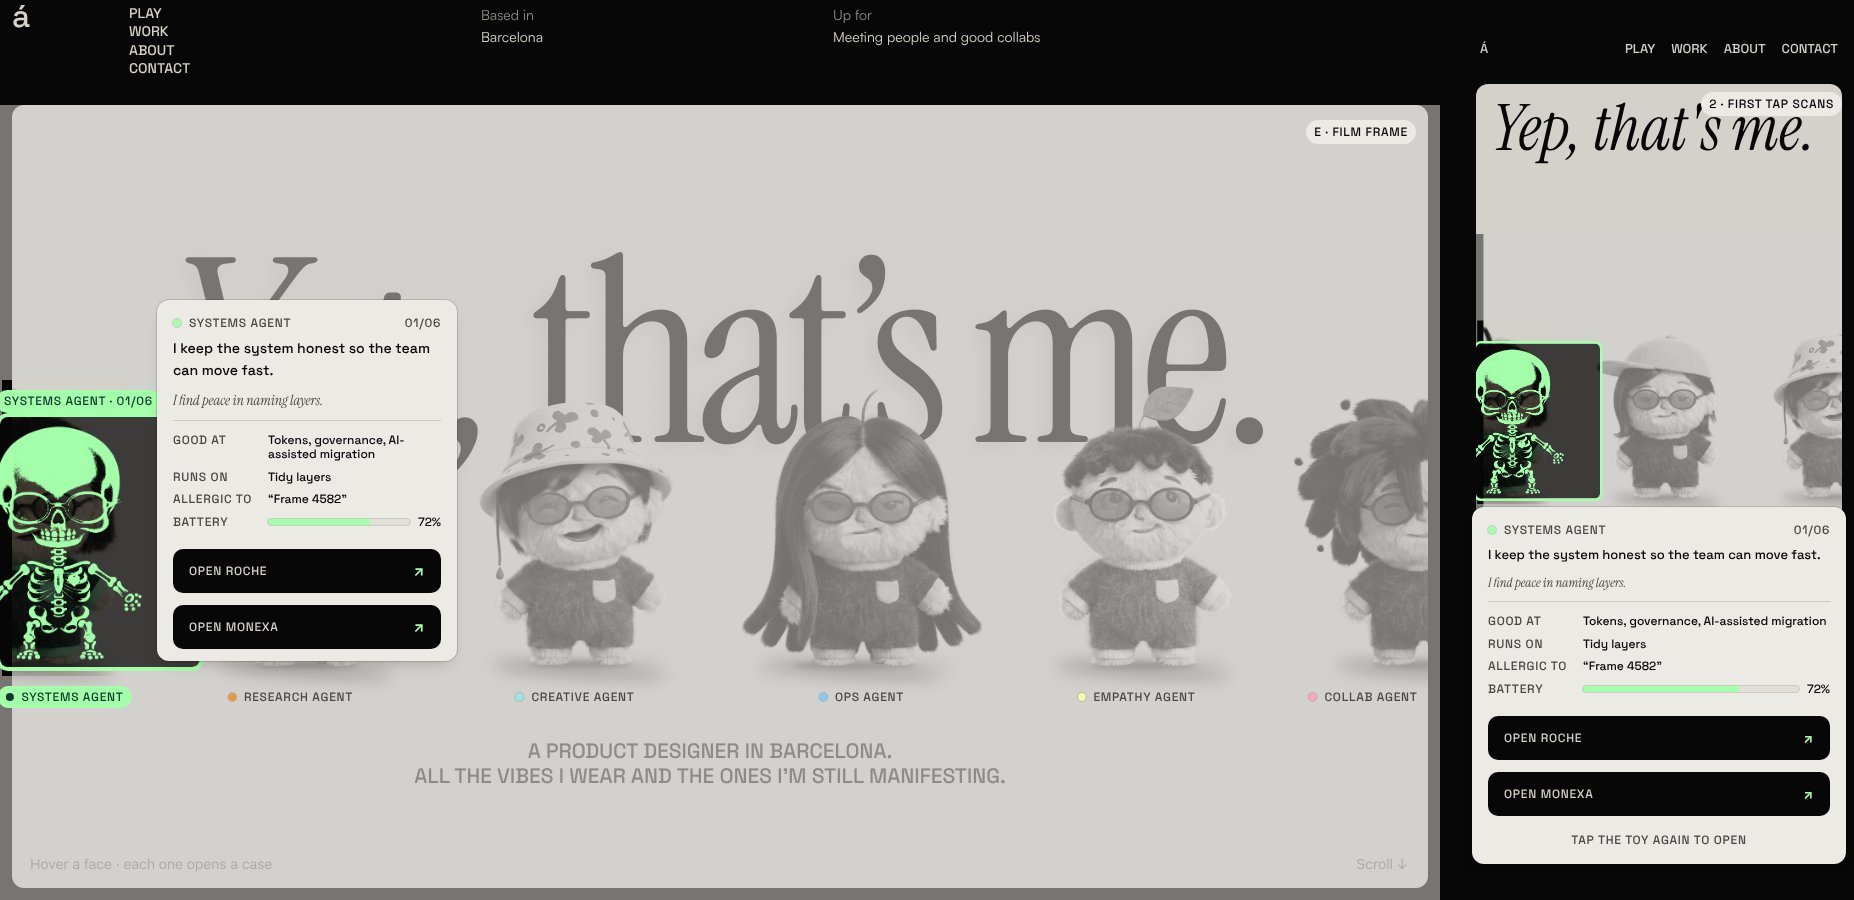 á
PLAY
WORK
ABOUT
CONTACT
Based in
Barcelona
Up for
Meeting people and good collabs
E · FILM FRAME
that’s me.
SYSTEMS AGENT · 01/06
SYSTEMS AGENT 01/06
I keep the system honest so the team
can move fast.
I find peace in naming layers.
GOOD AT Tokens, governance, AI-
assisted migration
RUNS ON Tidy layers
ALLERGIC TO “Frame 4582”
BATTERY 72%
OPEN ROCHE
OPEN MONEXA
SYSTEMS AGENT
RESEARCH AGENT
CREATIVE AGENT
OPS AGENT
EMPATHY AGENT
COLLAB AGENT
A PRODUCT DESIGNER IN BARCELONA.
ALL THE VIBES I WEAR AND THE ONES I’M STILL MANIFESTING.
Hover a face · each one opens a case
Scroll ↓
Á
PLAY WORK ABOUT CONTACT
2 · FIRST TAP SCANS
Yep, that's me.
SYSTEMS AGENT 01/06
I keep the system honest so the team can move fast.
I find peace in naming layers.
GOOD AT Tokens, governance, AI-assisted migration
RUNS ON Tidy layers
ALLERGIC TO “Frame 4582”
BATTERY 72%
OPEN ROCHE
OPEN MONEXA
TAP THE TOY AGAIN TO OPEN